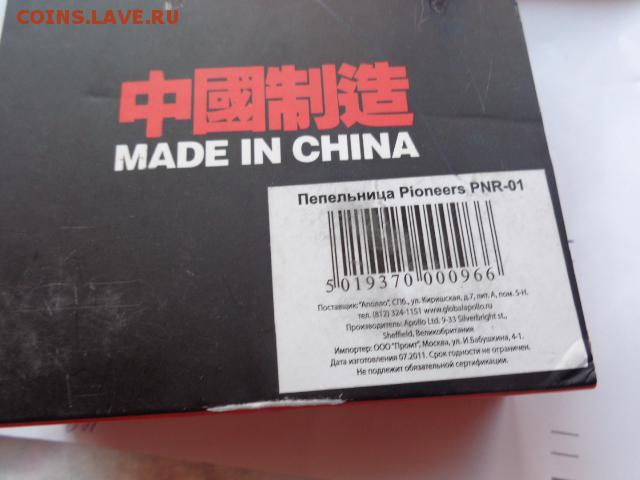 COINS.LAVE.RU
中國制造
MADE IN CHINA
Пепельница Pioneers PNR-01
5 019370 000966
Поставщик: "Аполло", СПб., ул. Киришская, д.7, лит. А, пом. 5-Н.
тел. (812) 324-1151 www.globalapollo.ru
Производитель: Apollo Ltd. 9-33 Silverbright st.,
Sheffield, Великобритания
Импортер: ООО "Промт", Москва, ул. И.Бабушкина, 4-1.
Дата изготовления 07.2011. Срок годности не ограничен.
Не подлежит обязательной сертификации.